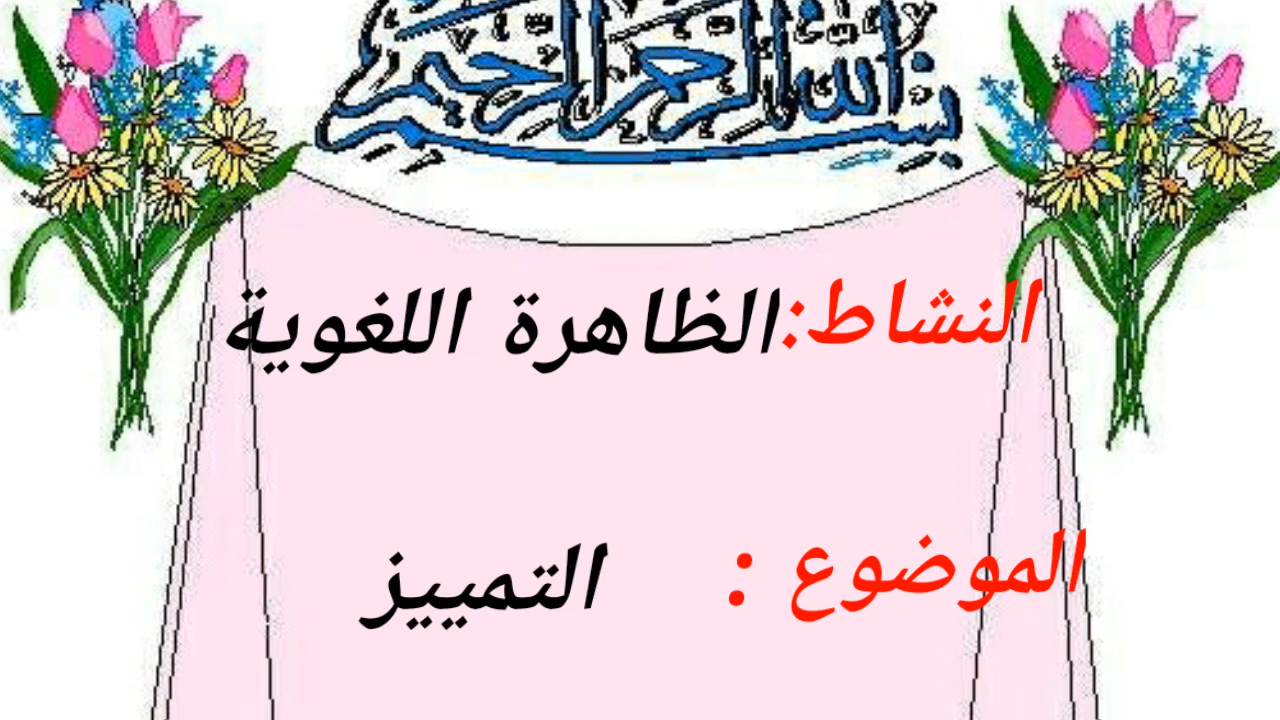 بسم الله الرحمن الرحيم
النشاط:الظاهرة اللغوية
الموضوع : التمييز